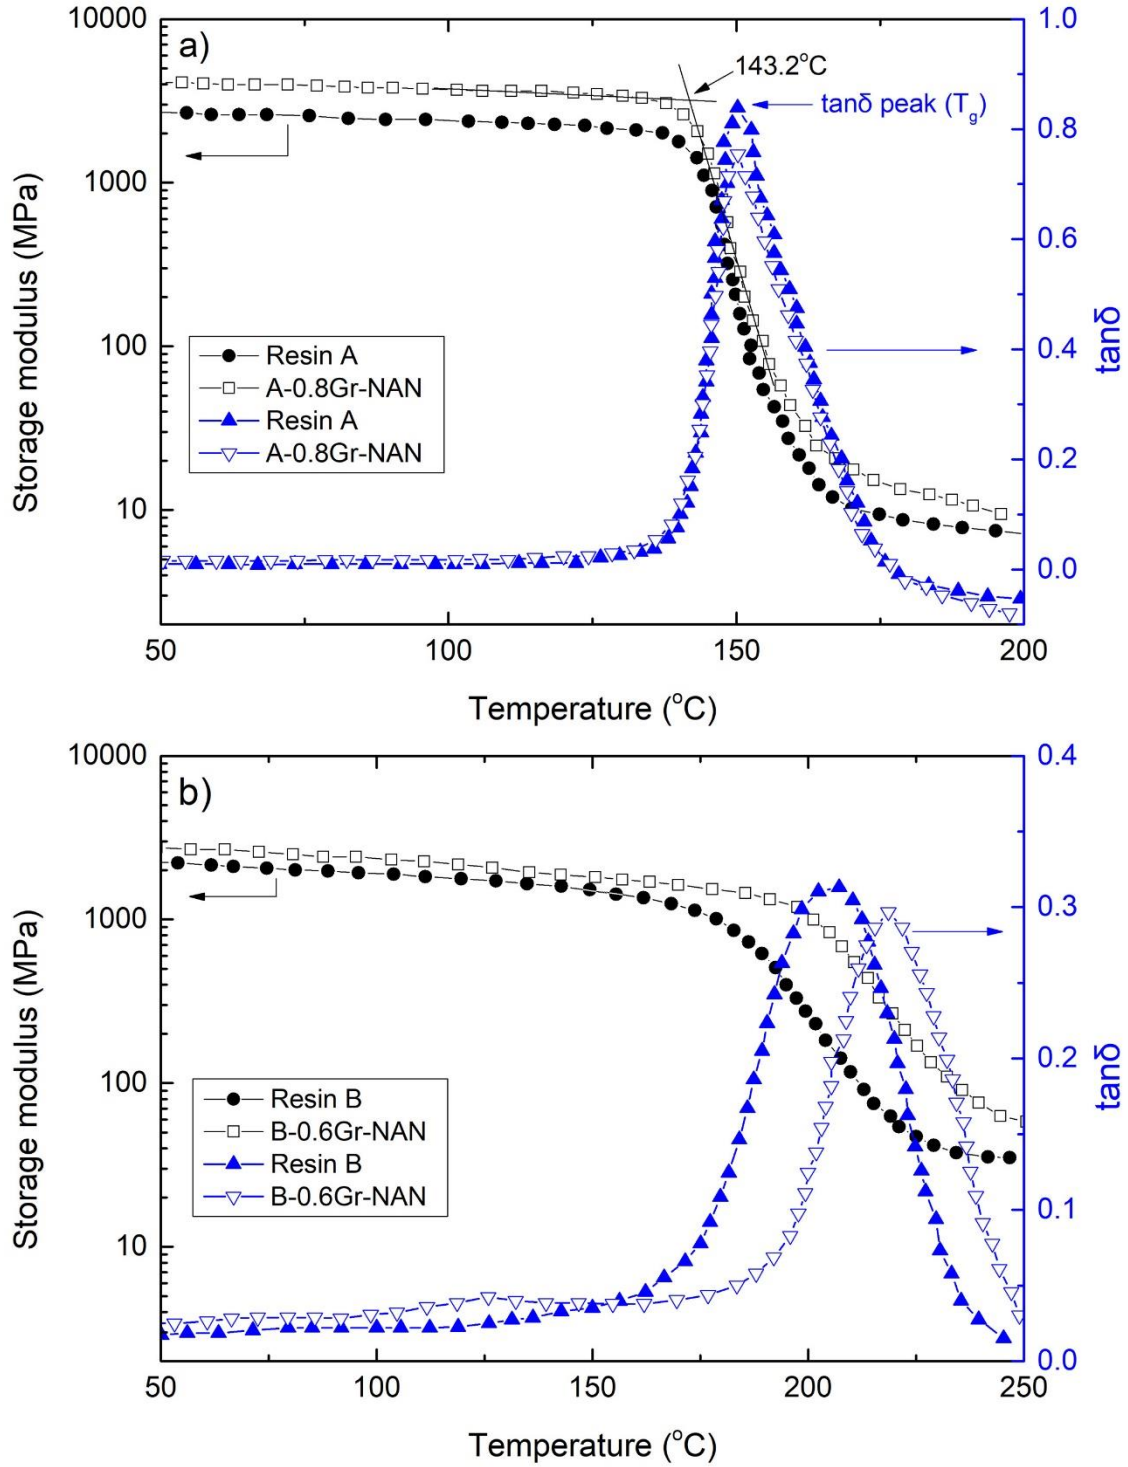 a)
10000
1000
100
10
Storage modulus (MPa)
143.2°C
tanδ peak (T_g)
Resin A
A-0.8Gr-NAN
Resin A
A-0.8Gr-NAN
1.0
0.8
0.6
0.4
0.2
0.0
tanδ
50 100 150 200
Temperature (°C)
b)
10000
1000
100
10
Storage modulus (MPa)
Resin B
B-0.6Gr-NAN
Resin B
B-0.6Gr-NAN
0.4
0.3
0.2
0.1
0.0
tanδ
50 100 150 200 250
Temperature (°C)